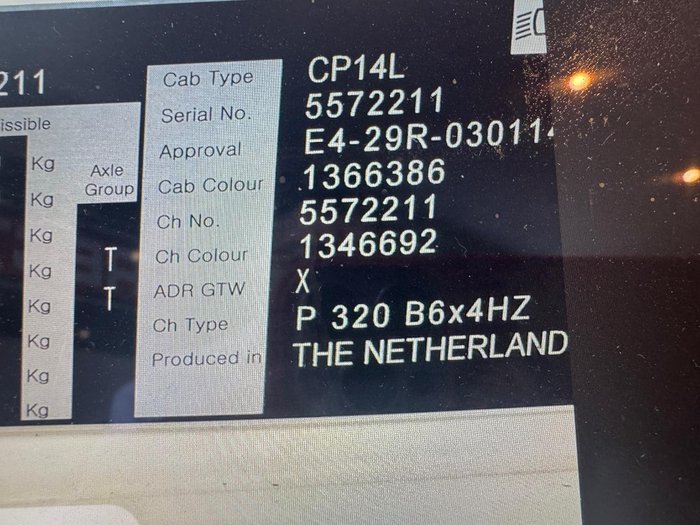 211
issible
Kg
Kg
Kg
Kg
Kg
Kg
Kg
Kg
Axle
Group
T
T
Cab Type CP14L
Serial No. 5572211
Approval E4-29R-03011
Cab Colour 1366386
Ch No. 5572211
Ch Colour 1346692
ADR GTW X
Ch Type P 320 B6x4HZ
Produced in THE NETHERLAND